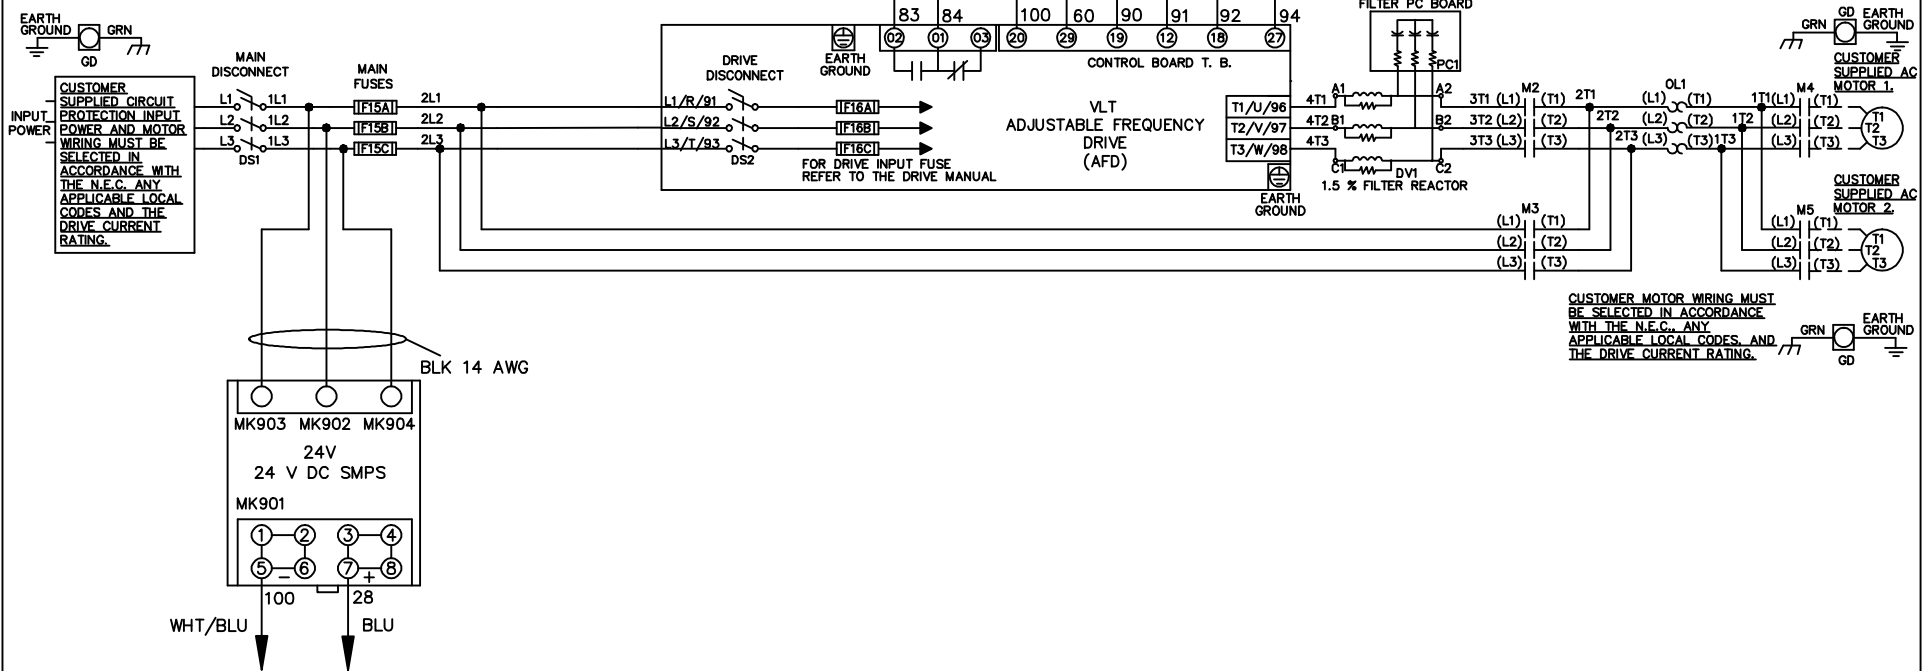 83 84 100 60 90 91 92 94
02 01 03 20 29 19 12 18 27
EARTH
GROUND
GRN
GD
MAIN
DISCONNECT
MAIN
FUSES
DRIVE
DISCONNECT
EARTH
GROUND
CONTROL BOARD T. B.
FILTER PC BOARD
PC1
GRN
GD
EARTH
GROUND
INPUT
POWER
CUSTOMER
SUPPLIED CIRCUIT
PROTECTION INPUT
POWER AND MOTOR
WIRING MUST BE
SELECTED IN
ACCORDANCE WITH
THE N.E.C. ANY
APPLICABLE LOCAL
CODES AND THE
DRIVE CURRENT
RATING.
L1 1L1 F15A 2L1
L2 1L2 F15B 2L2
L3 1L3 F15C 2L3
DS1
L1/R/91 F16A
L2/S/92 F16B
L3/T/93 F16C
DS2
FOR DRIVE INPUT FUSE
REFER TO THE DRIVE MANUAL
VLT
ADJUSTABLE FREQUENCY
DRIVE
(AFD)
T1/U/96 4T1 A1 A2
T2/V/97 4T2 B1 B2
T3/W/98 4T3 C1 C2
DV1
1.5 % FILTER REACTOR
EARTH
GROUND
M2
3T1 (L1) (T1) 2T1
3T2 (L2) (T2) 2T2
3T3 (L3) (T3) 2T3
OL1
(L1) (T1) 1T1
(L2) (T2) 1T2
(L3) (T3) 1T3
M4
(L1) (T1)
(L2) (T2)
(L3) (T3)
CUSTOMER
SUPPLIED AC
MOTOR 1.
T1
T2
T3
M3
(L1) (T1)
(L2) (T2)
(L3) (T3)
M5
(L1) (T1)
(L2) (T2)
(L3) (T3)
CUSTOMER
SUPPLIED AC
MOTOR 2.
T1
T2
T3
CUSTOMER MOTOR WIRING MUST
BE SELECTED IN ACCORDANCE
WITH THE N.E.C., ANY
APPLICABLE LOCAL CODES, AND
THE DRIVE CURRENT RATING.
GRN
GD
EARTH
GROUND
BLK 14 AWG
MK903 MK902 MK904
24V
24 V DC SMPS
MK901
1 2 3 4
5 6 7 8
- +
100 28
WHT/BLU BLU